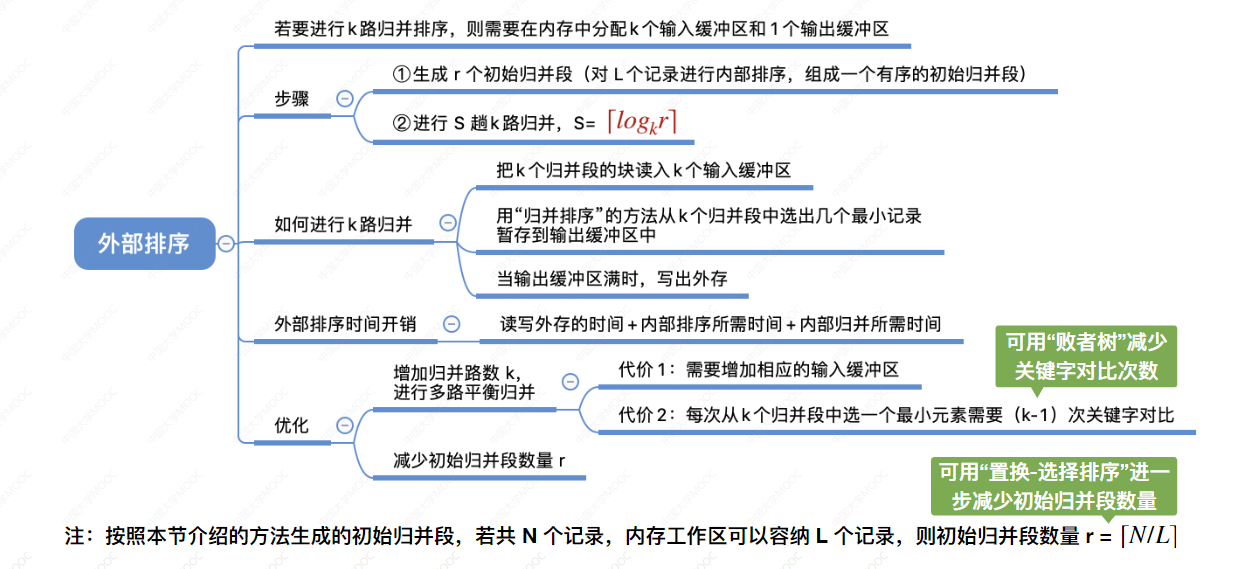 若要进行k路归并排序，则需要在内存中分配k个输入缓冲区和1个输出缓冲区
步骤
①生成 r 个初始归并段（对 L个记录进行内部排序，组成一个有序的初始归并段）
②进行 S 趟k路归并，S= ⌈logₖr⌉
外部排序
如何进行k路归并
把k个归并段的块读入k个输入缓冲区
用“归并排序”的方法从k个归并段中选出几个最小记录
暂存到输出缓冲区中
当输出缓冲区满时，写出外存
外部排序时间开销
读写外存的时间+内部排序所需时间+内部归并所需时间
可用“败者树”减少
关键字对比次数
优化
增加归并路数 k，
进行多路平衡归并
代价 1：需要增加相应的输入缓冲区
代价 2：每次从k个归并段中选一个最小元素需要（k-1）次关键字对比
减少初始归并段数量 r
可用“置换-选择排序”进一
步减少初始归并段数量
注：按照本节介绍的方法生成的初始归并段，若共 N 个记录，内存工作区可以容纳 L 个记录，则初始归并段数量 r = ⌈N/L⌉
中国大学MOOC